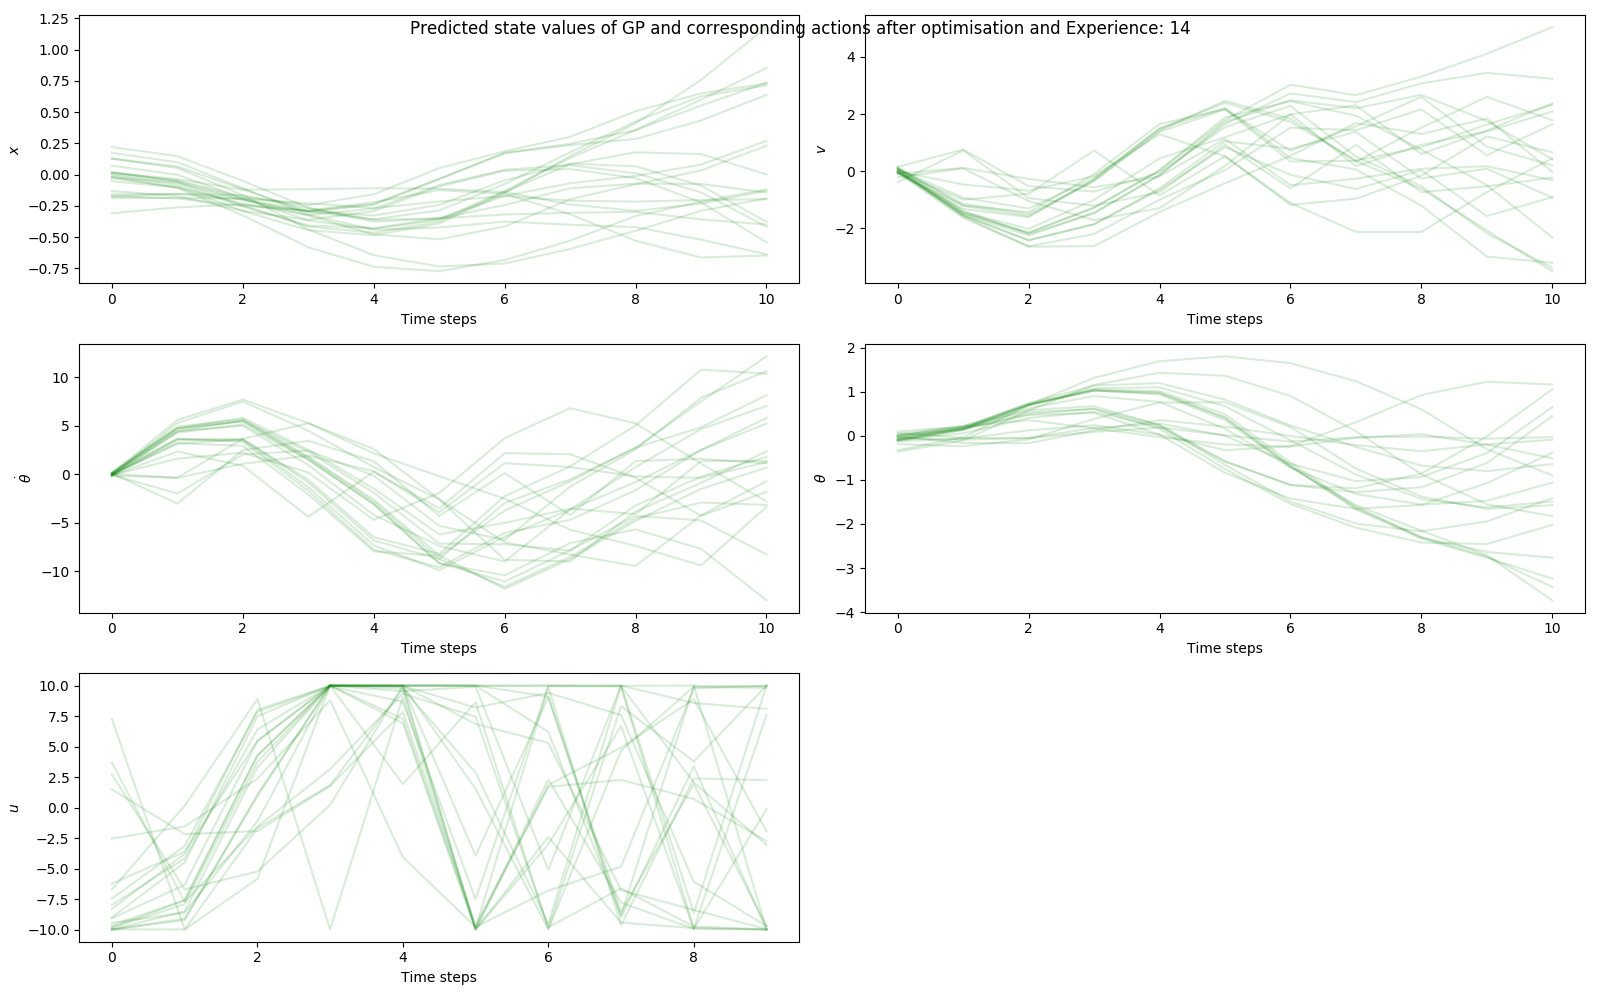 Predicted state values of GP and corresponding actions after optimisation and Experience: 14
1.25
1.00
0.75
0.50
0.25
0.00
−0.25
−0.50
−0.75
x
0 2 4 6 8 10
Time steps
4
2
0
−2
v
0 2 4 6 8 10
Time steps
10
5
0
−5
−10
θ̇
0 2 4 6 8 10
Time steps
2
1
0
−1
−2
−3
−4
θ
0 2 4 6 8 10
Time steps
10.0
7.5
5.0
2.5
0.0
−2.5
−5.0
−7.5
−10.0
u
0 2 4 6 8
Time steps